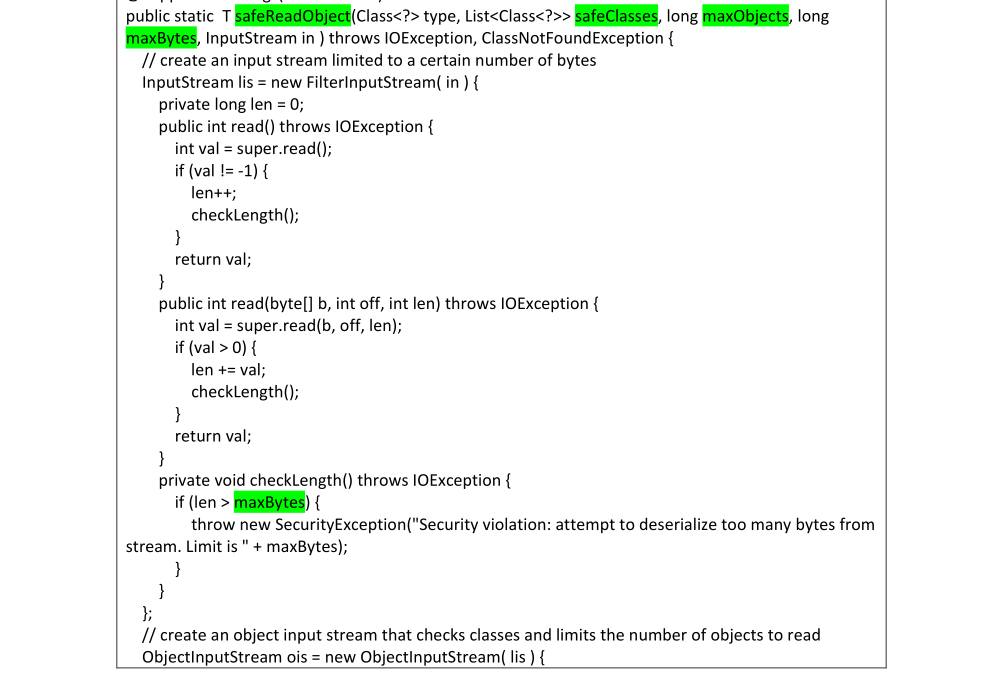 public static  T safeReadObject(Class<?> type, List<Class<?>> safeClasses, long maxObjects, long
maxBytes, InputStream in ) throws IOException, ClassNotFoundException {
// create an input stream limited to a certain number of bytes
InputStream lis = new FilterInputStream( in ) {
private long len = 0;
public int read() throws IOException {
int val = super.read();
if (val != -1) {
len++;
checkLength();
}
return val;
}
public int read(byte[] b, int off, int len) throws IOException {
int val = super.read(b, off, len);
if (val > 0) {
len += val;
checkLength();
}
return val;
}
private void checkLength() throws IOException {
if (len > maxBytes) {
throw new SecurityException("Security violation: attempt to deserialize too many bytes from
stream. Limit is " + maxBytes);
}
}
};
// create an object input stream that checks classes and limits the number of objects to read
ObjectInputStream ois = new ObjectInputStream( lis ) {